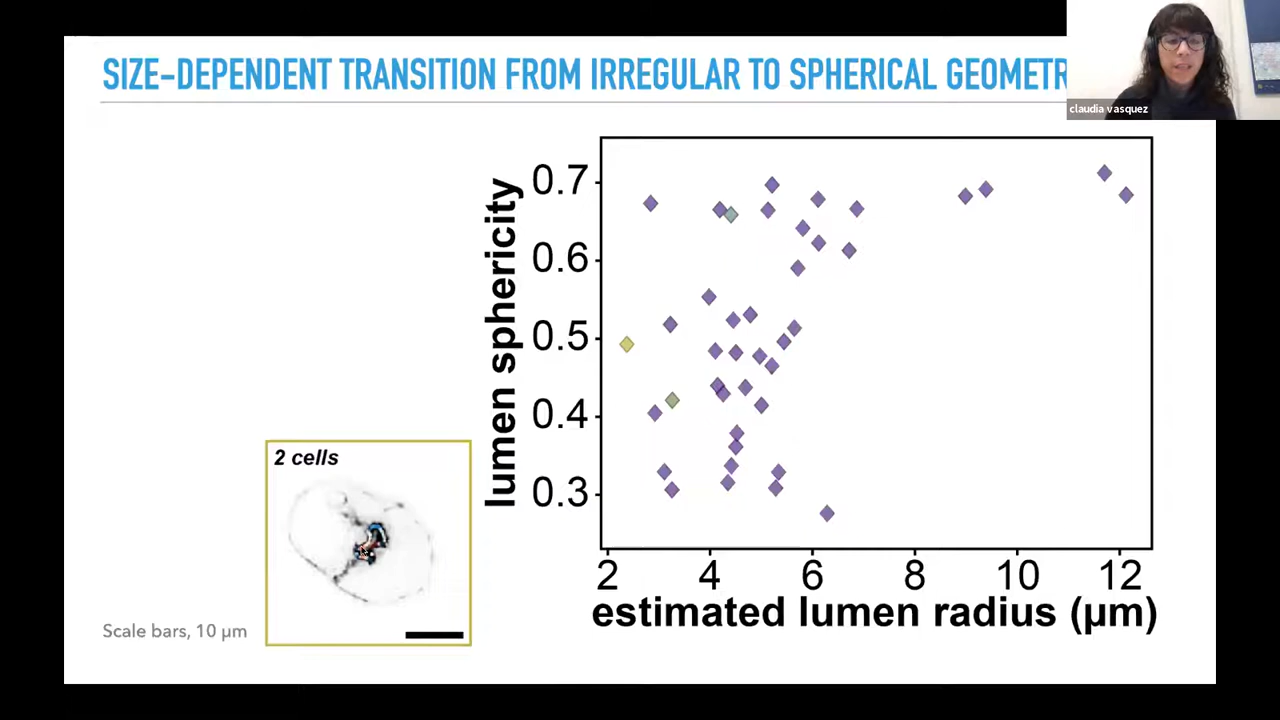 SIZE-DEPENDENT TRANSITION FROM IRREGULAR TO SPHERICAL GEOMETR
claudia vasquez
lumen sphericity
0.7
0.6
0.5
0.4
0.3
2 4 6 8 10 12
estimated lumen radius (µm)
2 cells
Scale bars, 10 µm